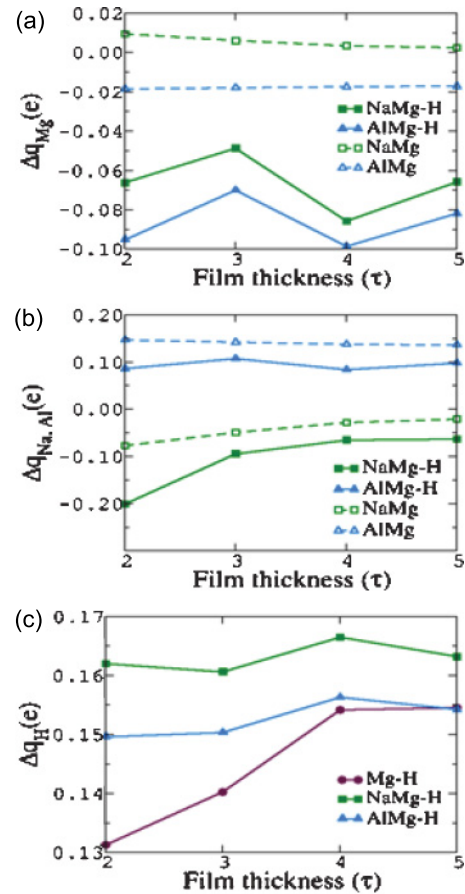 (a)
0.02
0.00
-0.02
-0.04
-0.06
-0.08
-0.10
Δq_Mg(e)
NaMg-H
AlMg-H
NaMg
AlMg
2 3 4 5
Film thickness (τ)
(b)
0.20
0.10
0.00
-0.10
-0.20
Δq_Na, Al(e)
NaMg-H
AlMg-H
NaMg
AlMg
2 3 4 5
Film thickness (τ)
(c)
0.17
0.16
0.15
0.14
0.13
Δq_H(e)
Mg-H
NaMg-H
AlMg-H
2 3 4 5
Film thickness (τ)